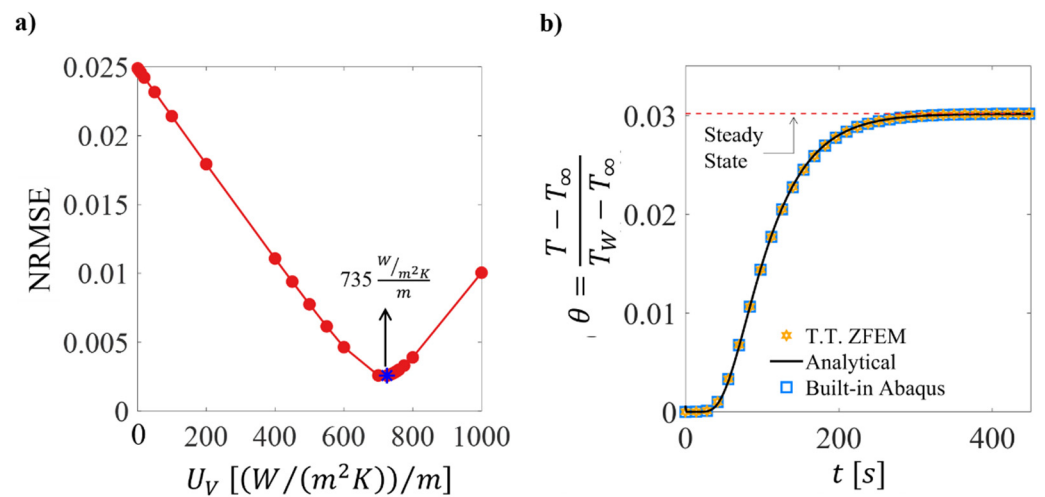 a)
NRMSE
0.025
0.02
0.015
0.01
0.005
0
735 W/m²K / m
0 200 400 600 800 1000
U_V [(W/(m²K))/m]
b)
θ = (T − T∞)/(T_W − T∞)
0.03
0.02
0.01
0
Steady
State
T.T. ZFEM
Analytical
Built-in Abaqus
0 200 400
t [s]